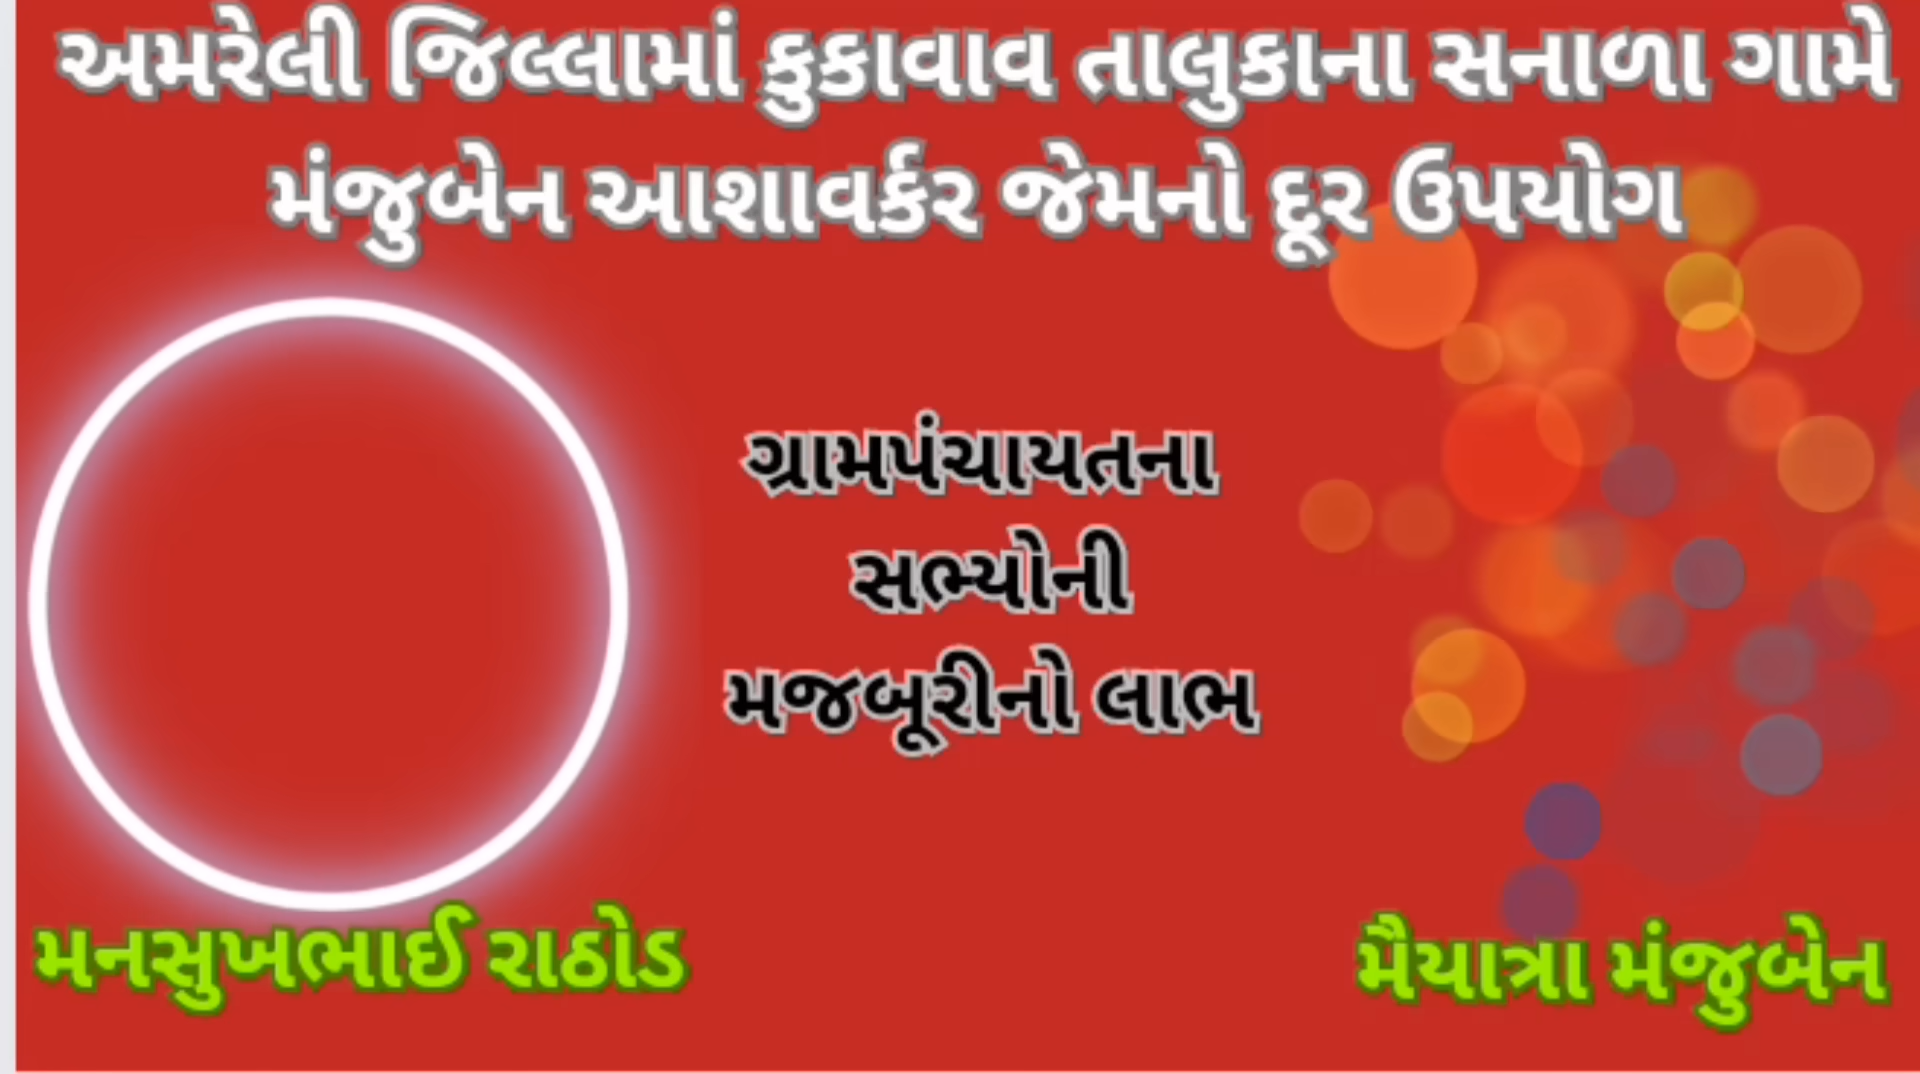 અમરેલી જિલ્લામાં કુકાવાવ તાલુકાના સનાળા ગામે
મંજુબેન આશાવર્કર જેમનો દૂર ઉપયોગ
ગ્રામપંચાયતના
સભ્યોની
મજબૂરીનો લાભ
મનસુખભાઈ રાઠોડ
મૈયાત્રા મંજુબેન